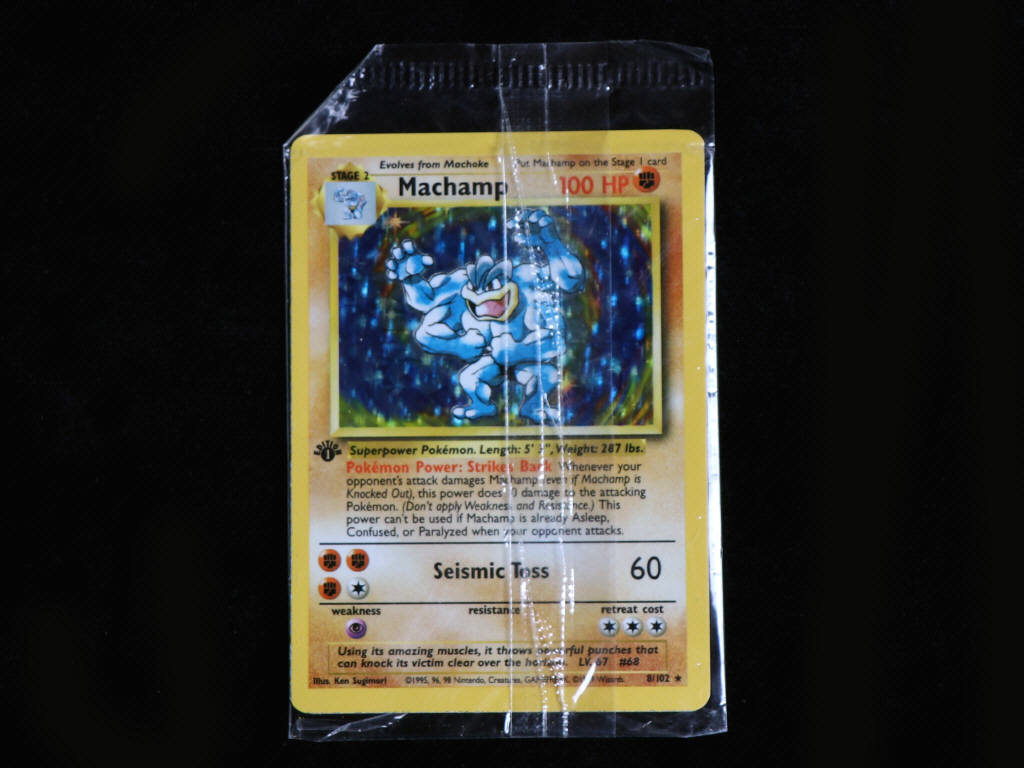 Evolves from Machoke Put Machamp on the Stage 1 card
STAGE 2
Machamp 100 HP
EDITION
1
Superpower Pokémon. Length: 5' Weight: 287 lbs.
Pokémon Power: Strikes Back Whenever your
opponent's attack damages Machamp (even if Machamp is
Knocked Out), this power does 10 damage to the attacking
Pokémon. (Don't apply Weakness and Resistance.) This
power can't be used if Machamp is already Asleep,
Confused, or Paralyzed when your opponent attacks.
Seismic Toss 60
weakness resistance retreat cost
Using its amazing muscles, it throws powerful punches that
can knock its victim clear over the horizon. LV. 67 #68
Illus. Ken Sugimori ©1995, 96, 98 Nintendo, Creatures, GAMEFREAK. ©1999 Wizards. 8/102 ★